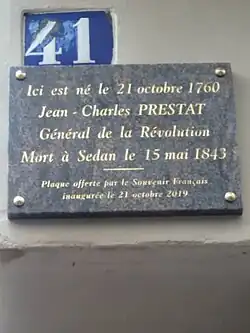 41
Ici est né le 21 octobre 1760
Jean - Charles PRESTAT
Général de la Révolution
Mort à Sedan le 15 mai 1843
Plaque offerte par le Souvenir Français
inaugurée le 21 octobre 2019